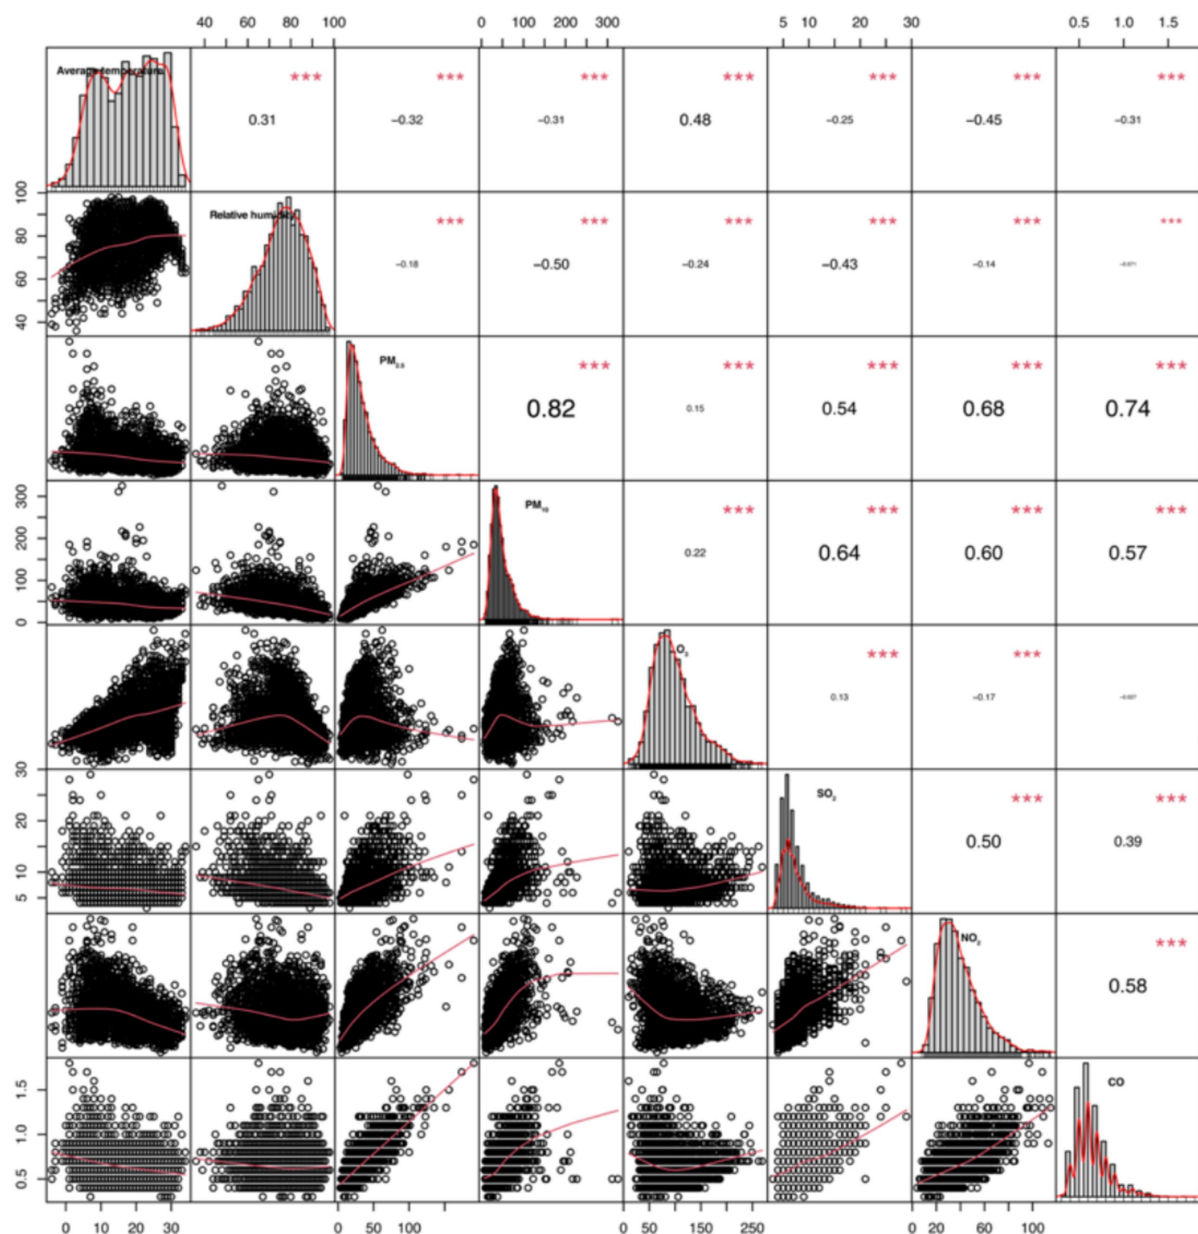 40 60 80 100 0 100 200 300 5 10 20 30 0.5 1.0 1.5
Average temperature *** *** *** *** *** *** ***
0.31 −0.32 −0.31 0.48 −0.25 −0.45 −0.31
Relative humidity *** *** *** *** *** ***
−0.18 −0.50 −0.24 −0.43 −0.14
40 60 80 100
PM2.5 *** *** *** *** ***
0.82 0.15 0.54 0.68 0.74
PM10 *** *** *** ***
0.22 0.64 0.60 0.57
0 100 200 300
O3 *** ***
0.13 −0.17
SO2 *** ***
0.50 0.39
5 10 20 30
NO2 ***
0.58
CO
0.5 1.0 1.5
0 10 20 30 0 50 100 0 50 150 250 0 20 60 100